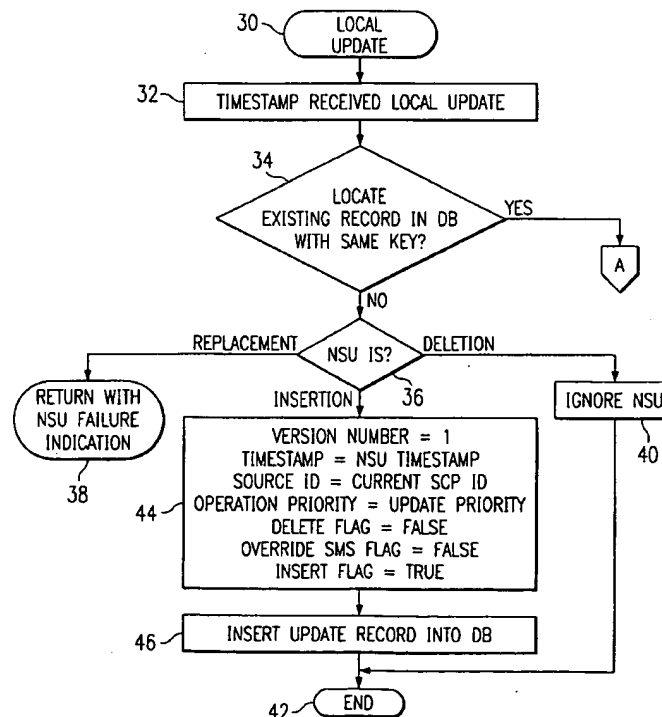 30
LOCAL
UPDATE
32
TIMESTAMP RECEIVED LOCAL UPDATE
34
LOCATE
EXISTING RECORD IN DB
WITH SAME KEY?
YES
A
NO
REPLACEMENT
NSU IS?
DELETION
36
RETURN WITH
NSU FAILURE
INDICATION
38
INSERTION
IGNORE NSU
40
44
VERSION NUMBER = 1
TIMESTAMP = NSU TIMESTAMP
SOURCE ID = CURRENT SCP ID
OPERATION PRIORITY = UPDATE PRIORITY
DELETE FLAG = FALSE
OVERRIDE SMS FLAG = FALSE
INSERT FLAG = TRUE
46
INSERT UPDATE RECORD INTO DB
42
END